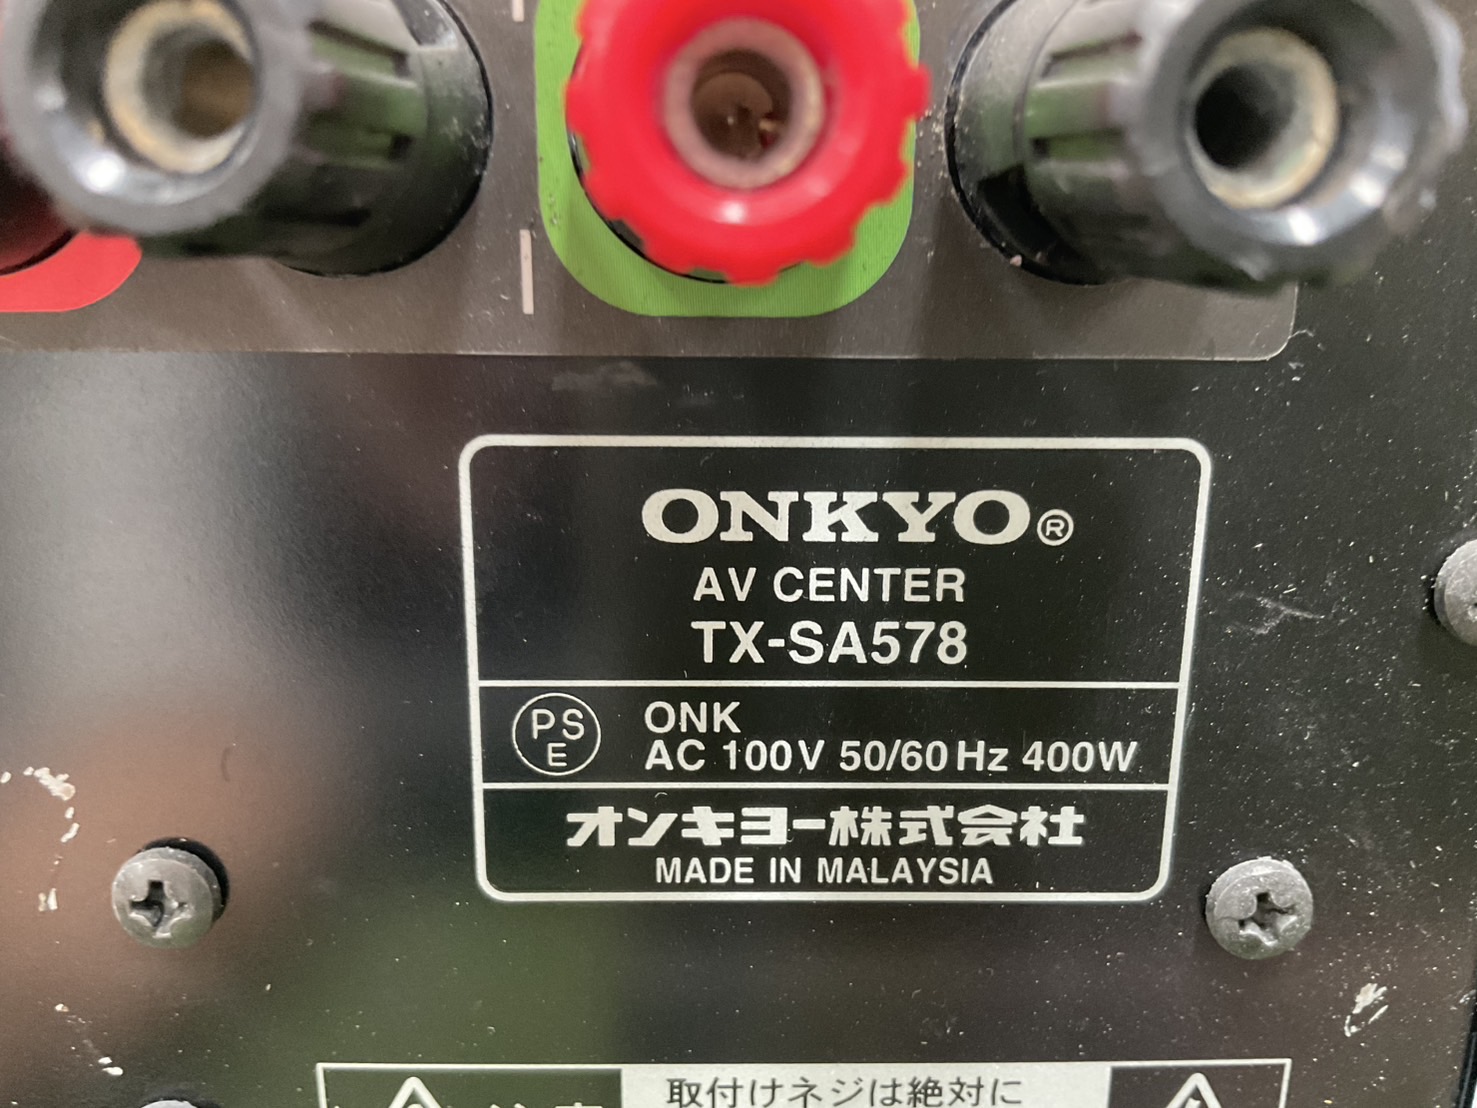 ONKYO®
AV CENTER
TX-SA578
PS
E
ONK
AC 100V 50/60Hz 400W
オンキヨー株式会社
MADE IN MALAYSIA
取付けネジは絶対に